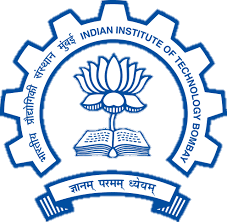 भारतीय प्रौद्योगिकी संस्थान मुंबई
INDIAN INSTITUTE OF TECHNOLOGY BOMBAY
ज्ञानम् परमम् ध्येयम्